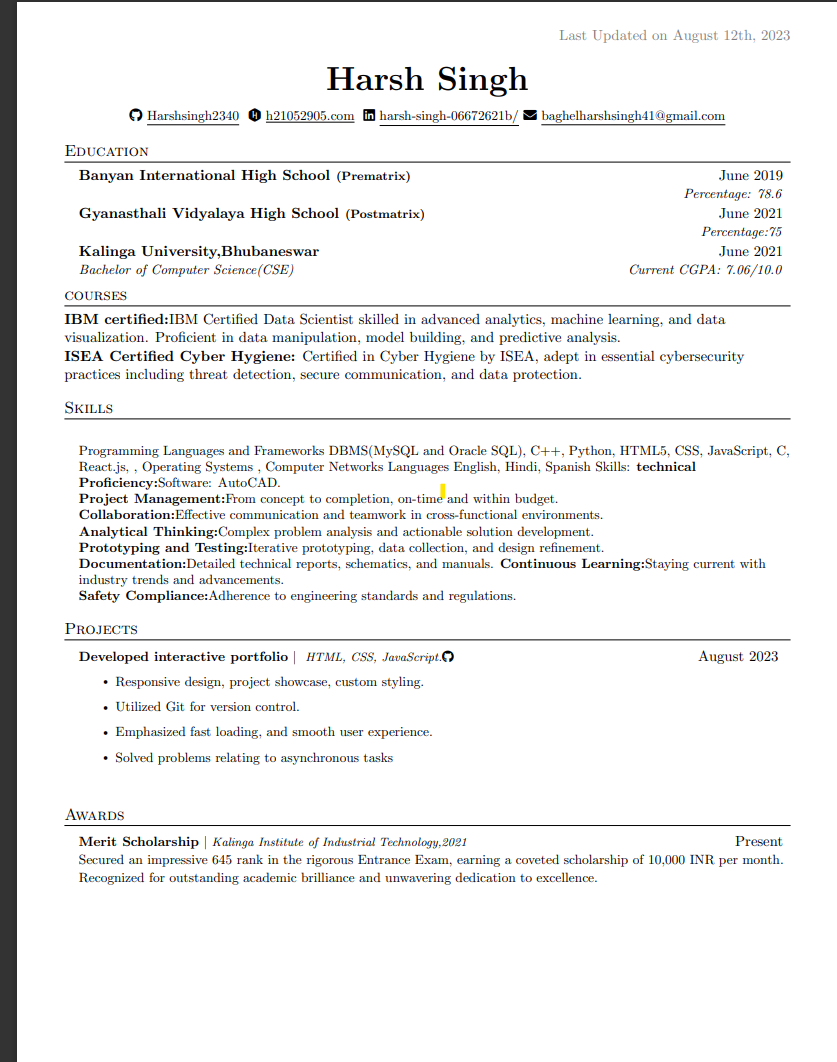 Last Updated on August 12th, 2023
Harsh Singh
Harshsingh2340 h21052905.com harsh-singh-06672621b/ baghelharshsingh41@gmail.com
Education
Banyan International High School (Prematrix) June 2019
Percentage: 78.6
Gyanasthali Vidyalaya High School (Postmatrix) June 2021
Percentage:75
Kalinga University,Bhubaneswar June 2021
Bachelor of Computer Science(CSE) Current CGPA: 7.06/10.0
courses
IBM certified:IBM Certified Data Scientist skilled in advanced analytics, machine learning, and data
visualization. Proficient in data manipulation, model building, and predictive analysis.
ISEA Certified Cyber Hygiene: Certified in Cyber Hygiene by ISEA, adept in essential cybersecurity
practices including threat detection, secure communication, and data protection.
Skills
Programming Languages and Frameworks DBMS(MySQL and Oracle SQL), C++, Python, HTML5, CSS, JavaScript, C,
React.js, , Operating Systems , Computer Networks Languages English, Hindi, Spanish Skills: technical
Proficiency:Software: AutoCAD.
Project Management:From concept to completion, on-time and within budget.
Collaboration:Effective communication and teamwork in cross-functional environments.
Analytical Thinking:Complex problem analysis and actionable solution development.
Prototyping and Testing:Iterative prototyping, data collection, and design refinement.
Documentation:Detailed technical reports, schematics, and manuals. Continuous Learning:Staying current with
industry trends and advancements.
Safety Compliance:Adherence to engineering standards and regulations.
Projects
Developed interactive portfolio | HTML, CSS, JavaScript. August 2023
• Responsive design, project showcase, custom styling.
• Utilized Git for version control.
• Emphasized fast loading, and smooth user experience.
• Solved problems relating to asynchronous tasks
Awards
Merit Scholarship | Kalinga Institute of Industrial Technology,2021 Present
Secured an impressive 645 rank in the rigorous Entrance Exam, earning a coveted scholarship of 10,000 INR per month.
Recognized for outstanding academic brilliance and unwavering dedication to excellence.